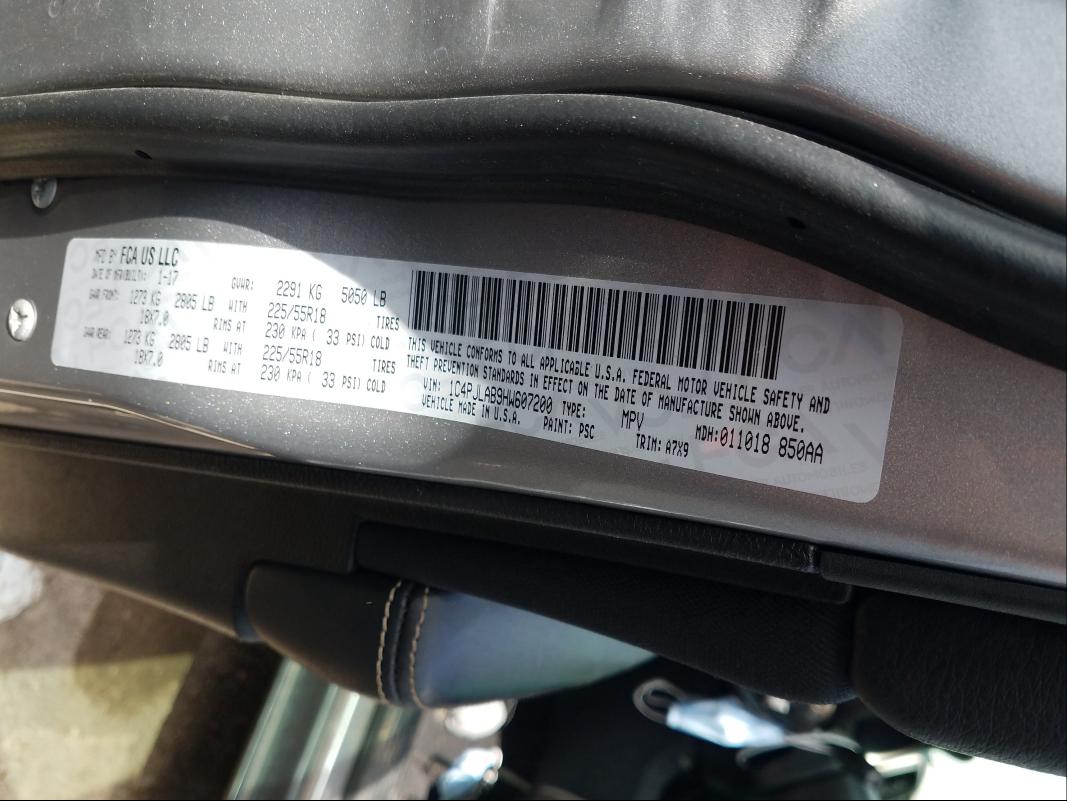 MFD BY FCA US LLC
DATE OF MFR(BUILT): 1-17 GVWR: 2291 KG 5050 LB
GAWR FRONT: 1273 KG 2805 LB WITH 225/55R18 TIRES
18X7.0 RIMS AT 230 KPA ( 33 PSI) COLD
GAWR REAR: 1273 KG 2805 LB WITH 225/55R18 TIRES
18X7.0 RIMS AT 230 KPA ( 33 PSI) COLD
THIS VEHICLE CONFORMS TO ALL APPLICABLE U.S.A. FEDERAL MOTOR VEHICLE SAFETY AND
THEFT PREVENTION STANDARDS IN EFFECT ON THE DATE OF MANUFACTURE SHOWN ABOVE.
VIN: 1C4PJLAB9HW607200 TYPE: MPV MDH:011018 850AA
VEHICLE MADE IN U.S.A. PAINT: PSC TRIM: A7X9